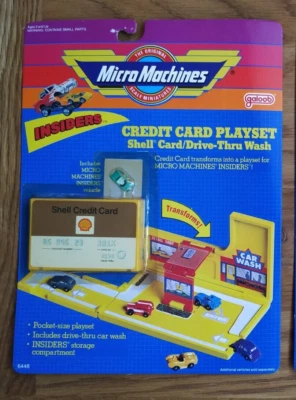 THE ORIGINAL
MICRO MACHINES
SCALE MINIATURES
galoob
INSIDERS
CREDIT CARD PLAYSET
Shell Card/Drive-Thru Wash
Credit Card transforms into a playset for
MICRO MACHINES INSIDERS!
Includes
MICRO
MACHINES
INSIDERS
vehicle
Transforms!
Shell Credit Card
CAR
WASH
• Pocket-size playset
• Includes drive-thru car wash
• INSIDERS storage
compartment
6446